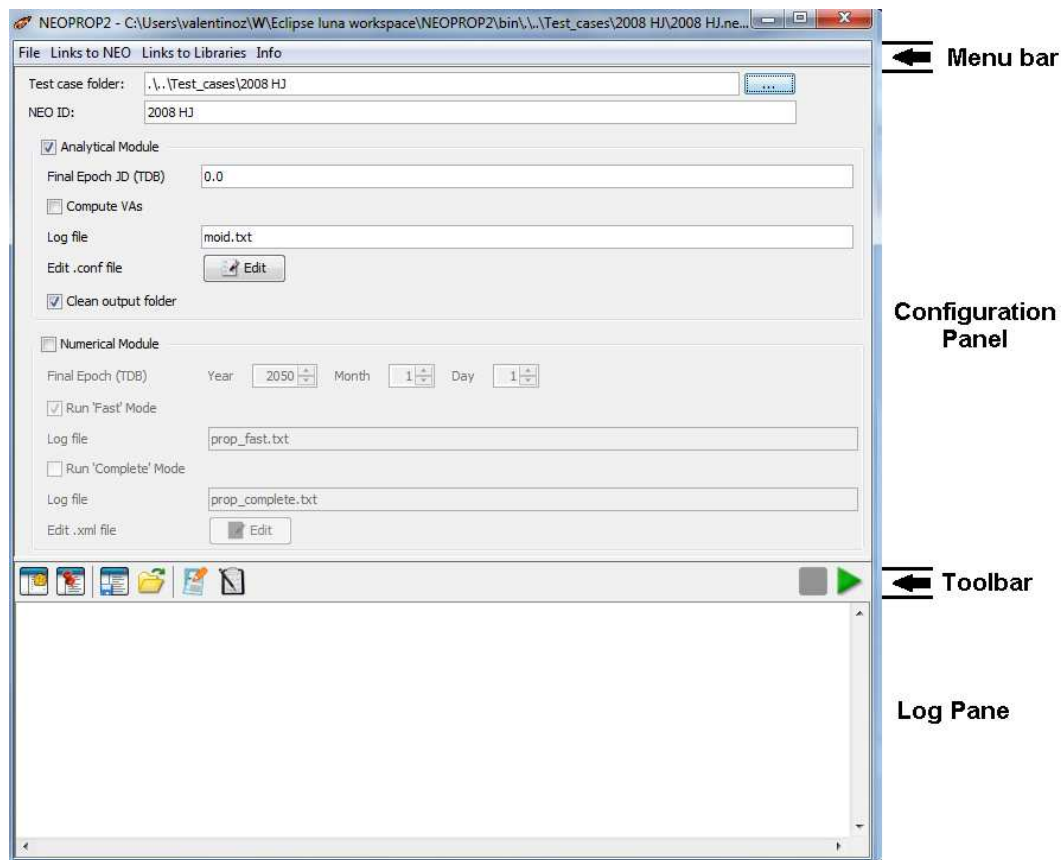 NEOPROP2 - C:\Users\valentinoz\W\Eclipse luna workspace\NEOPROP2\bin\.\..\Test_cases\2008 HJ\2008 HJ.ne...
File Links to NEO Links to Libraries Info
Menu bar
Test case folder: .\..\Test_cases\2008 HJ ...
NEO ID: 2008 HJ
Analytical Module
Final Epoch JD (TDB) 0.0
Compute VAs
Log file moid.txt
Edit .conf file Edit
Clean output folder
Configuration
Panel
Numerical Module
Final Epoch (TDB) Year 2050 Month 1 Day 1
Run 'Fast' Mode
Log file prop_fast.txt
Run 'Complete' Mode
Log file prop_complete.txt
Edit .xml file Edit
Toolbar
Log Pane